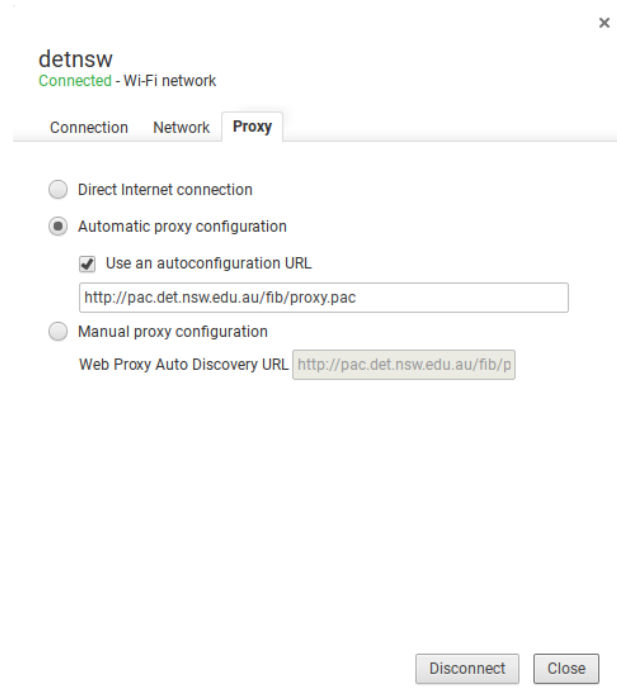 ×
detnsw
Connected - Wi-Fi network
Connection Network Proxy
Direct Internet connection
Automatic proxy configuration
Use an autoconfiguration URL
http://pac.det.nsw.edu.au/fib/proxy.pac
Manual proxy configuration
Web Proxy Auto Discovery URL http://pac.det.nsw.edu.au/fib/p
Disconnect Close